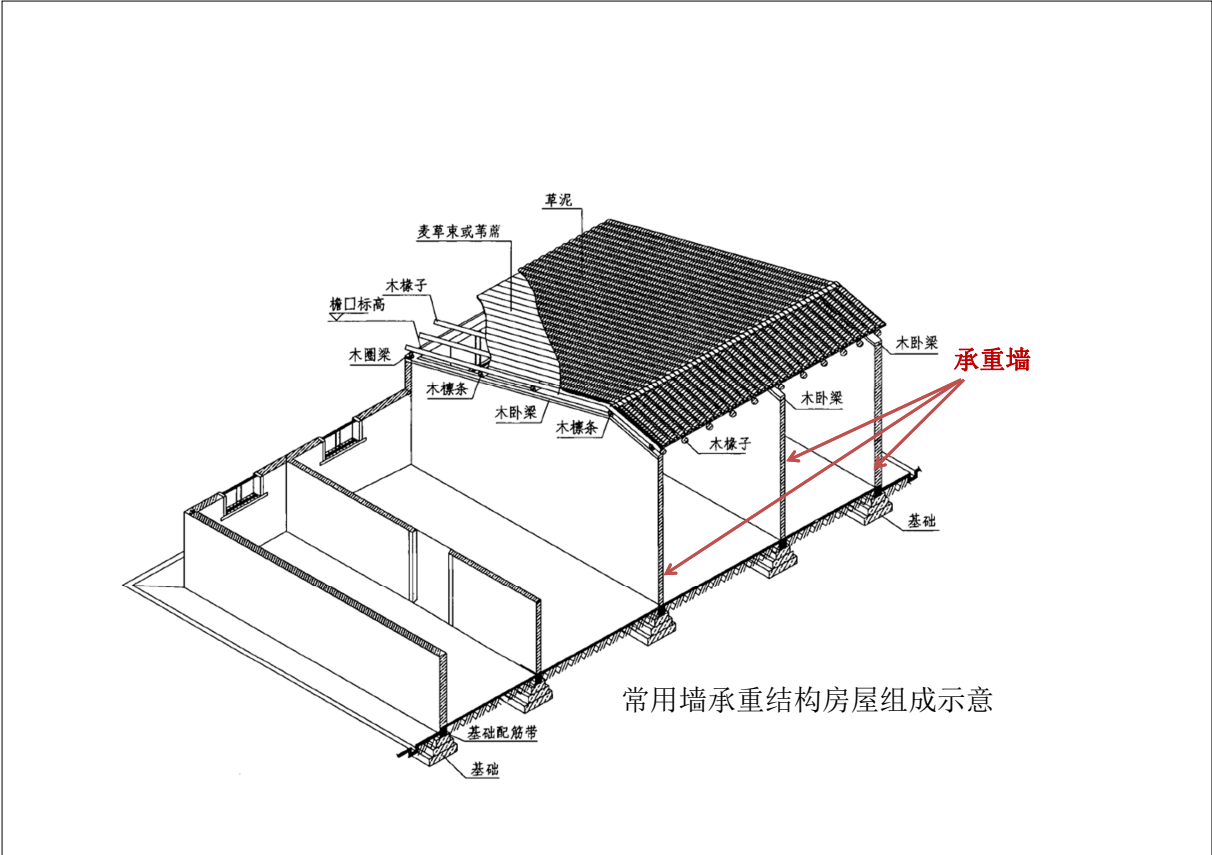 草泥
麦草束或苇席
木椽子
檐口标高
木圈梁
木檩条
木卧梁
木檩条
木椽子
木卧梁
木卧梁
承重墙
基础
常用墙承重结构房屋组成示意
基础配筋带
基础